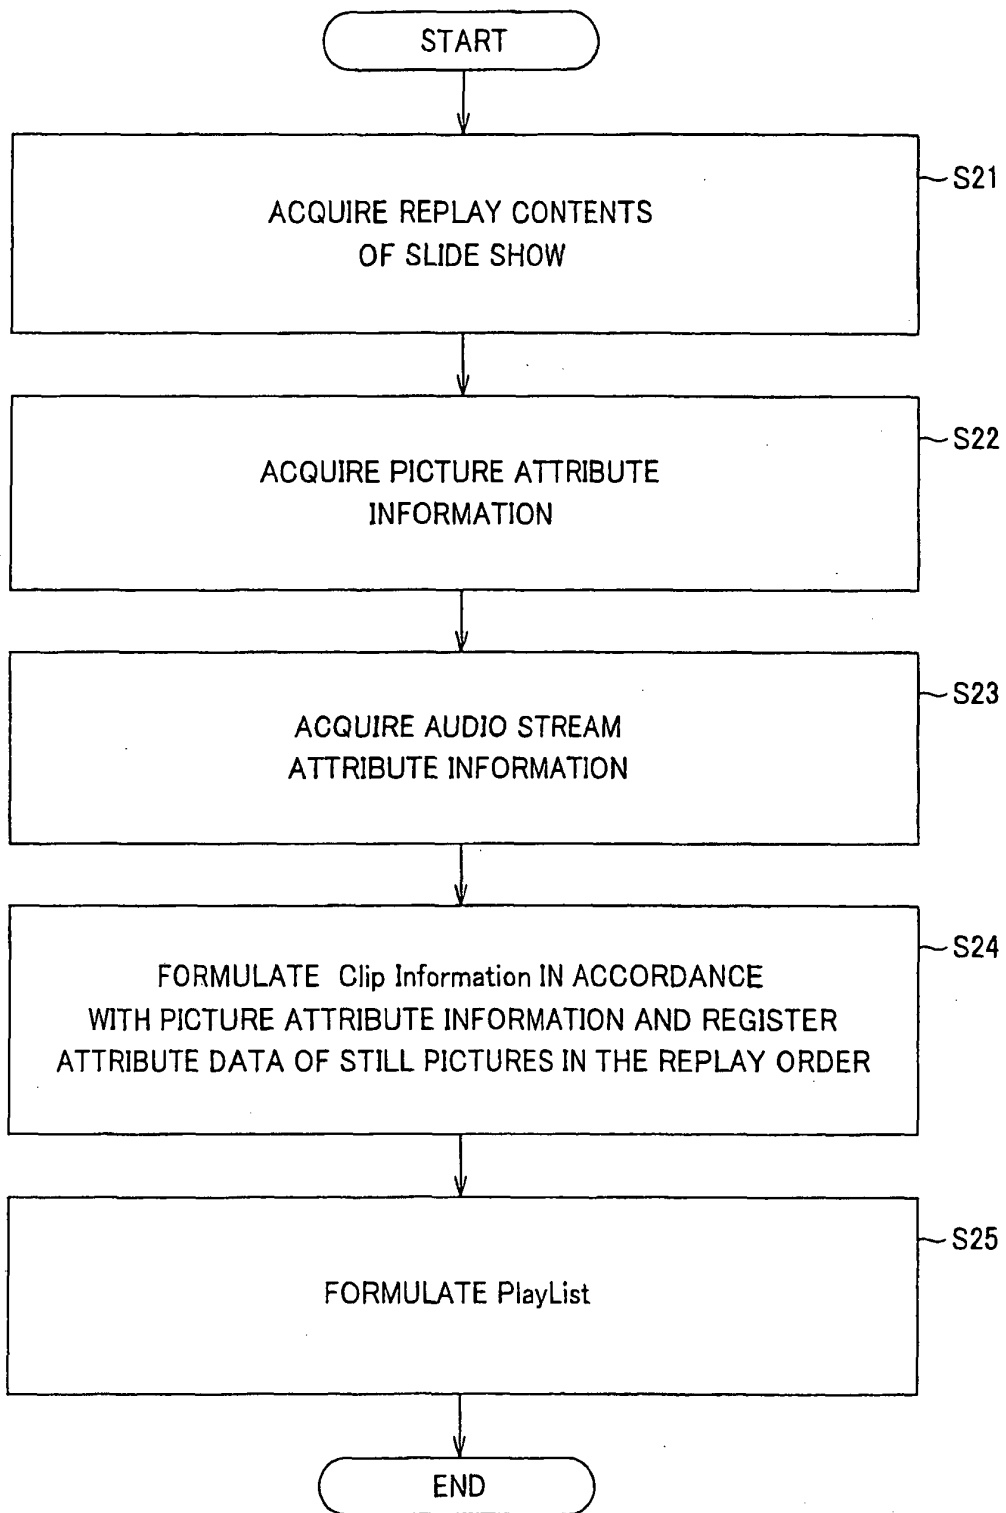 START
ACQUIRE REPLAY CONTENTS
OF SLIDE SHOW
S21
ACQUIRE PICTURE ATTRIBUTE
INFORMATION
S22
ACQUIRE AUDIO STREAM
ATTRIBUTE INFORMATION
S23
FORMULATE Clip Information IN ACCORDANCE
WITH PICTURE ATTRIBUTE INFORMATION AND REGISTER
ATTRIBUTE DATA OF STILL PICTURES IN THE REPLAY ORDER
S24
FORMULATE PlayList
S25
END